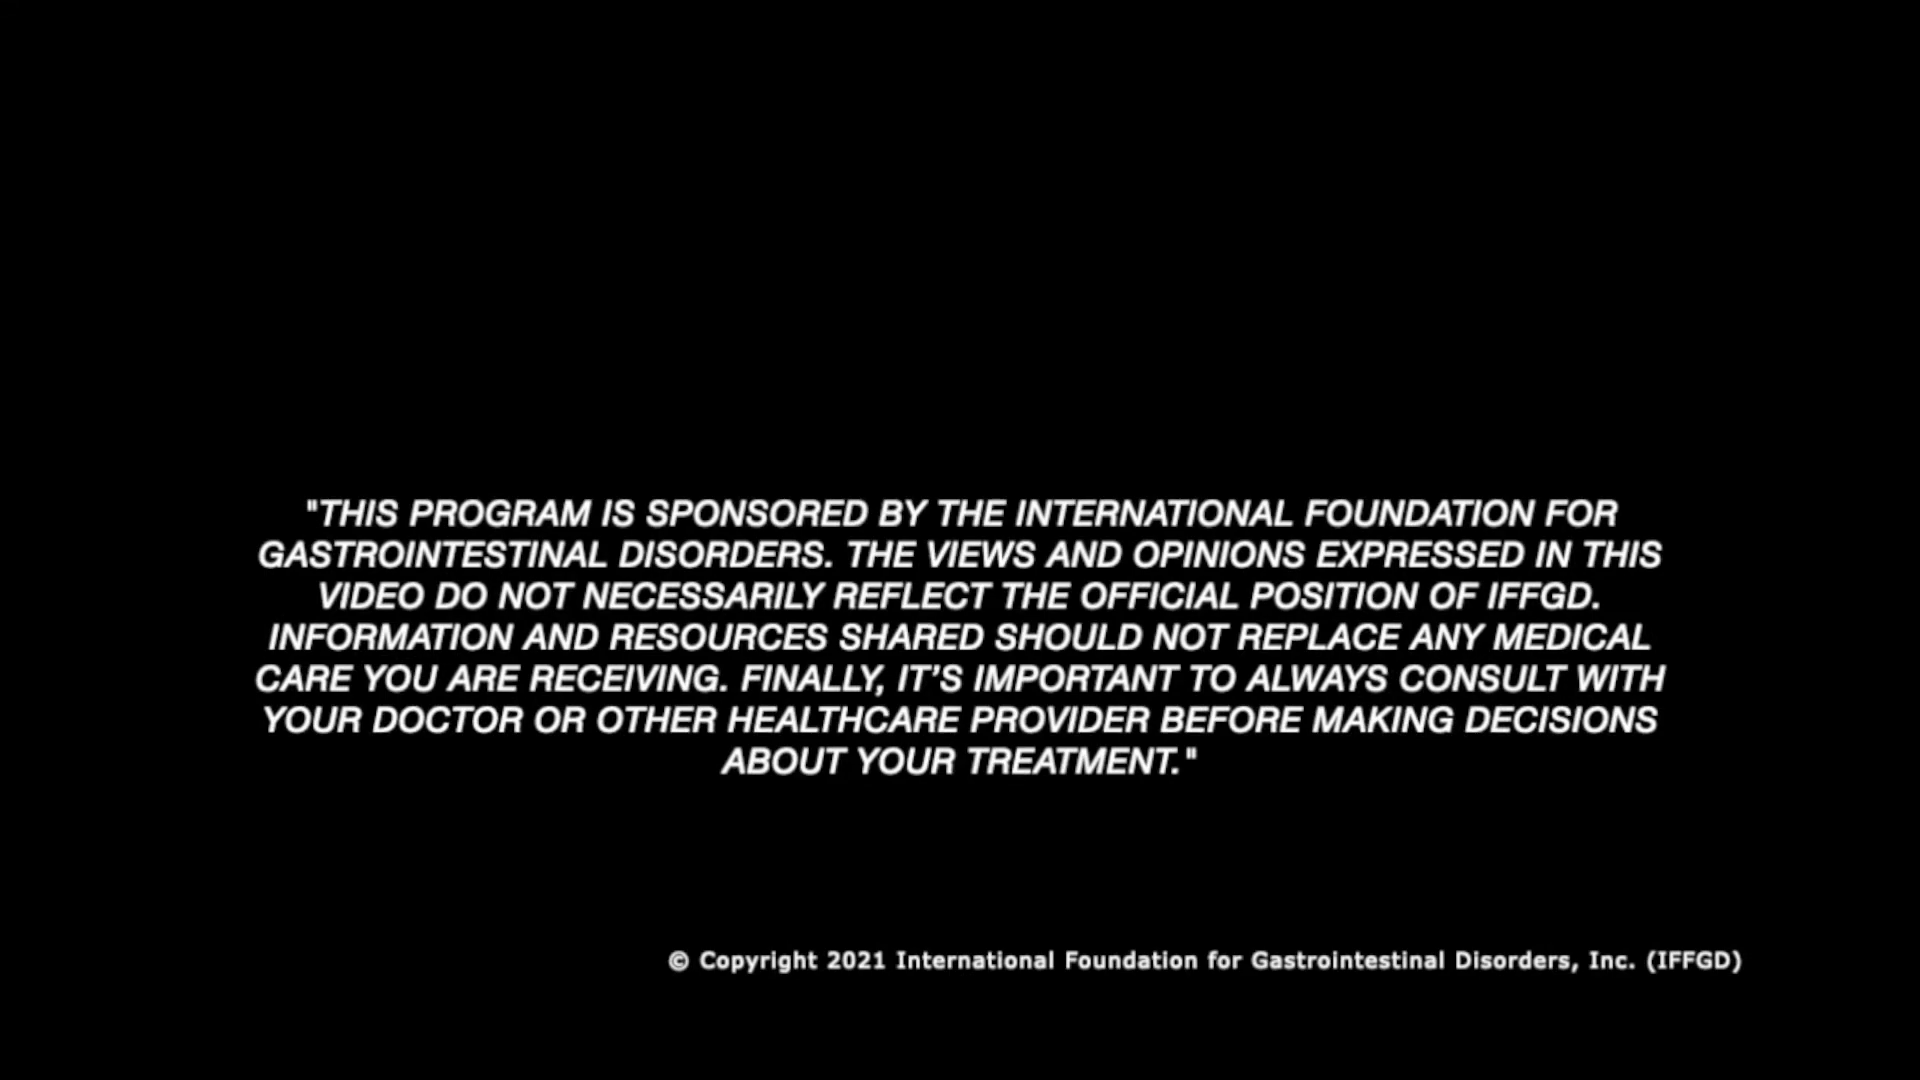 "THIS PROGRAM IS SPONSORED BY THE INTERNATIONAL FOUNDATION FOR
GASTROINTESTINAL DISORDERS. THE VIEWS AND OPINIONS EXPRESSED IN THIS
VIDEO DO NOT NECESSARILY REFLECT THE OFFICIAL POSITION OF IFFGD.
INFORMATION AND RESOURCES SHARED SHOULD NOT REPLACE ANY MEDICAL
CARE YOU ARE RECEIVING. FINALLY, IT’S IMPORTANT TO ALWAYS CONSULT WITH
YOUR DOCTOR OR OTHER HEALTHCARE PROVIDER BEFORE MAKING DECISIONS
ABOUT YOUR TREATMENT."
© Copyright 2021 International Foundation for Gastrointestinal Disorders, Inc. (IFFGD)